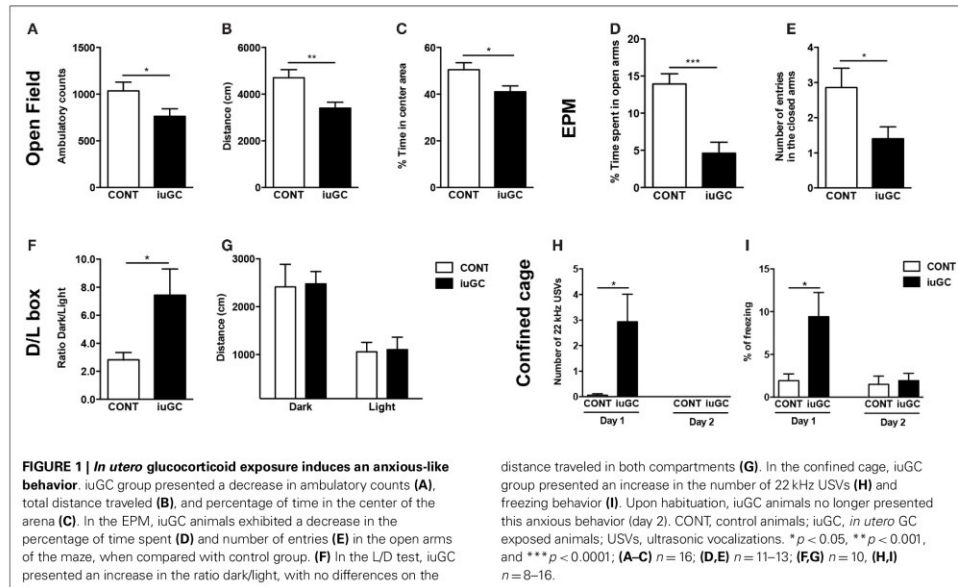 A
B
C
D
E
Open Field
Ambulatory counts
1500
1000
500
0
CONT
iuGC
*
Distance (cm)
6000
4000
2000
0
CONT
iuGC
**
% Time in center area
60
40
20
0
CONT
iuGC
*
EPM
% Time spent in open arms
20
15
10
5
0
CONT
iuGC
***
Number of entries
in the closed arms
4
3
2
1
0
CONT
iuGC
*
F
G
H
I
D/L box
Ratio Dark/Light
10.0
8.0
6.0
4.0
2.0
0.0
CONT
iuGC
*
Distance (cm)
3000
2000
1000
Dark
Light
CONT
iuGC
Confined cage
Number of 22 kHz USVs
5
4
3
2
1
0
*
CONT iuGC
CONT iuGC
Day 1
Day 2
% of freezing
15
10
5
0
*
CONT iuGC
CONT iuGC
Day 1
Day 2
CONT
iuGC
FIGURE 1 | In utero glucocorticoid exposure induces an anxious-like
behavior. iuGC group presented a decrease in ambulatory counts (A),
total distance traveled (B), and percentage of time in the center of the
arena (C). In the EPM, iuGC animals exhibited a decrease in the
percentage of time spent (D) and number of entries (E) in the open arms
of the maze, when compared with control group. (F) In the L/D test, iuGC
presented an increase in the ratio dark/light, with no differences on the
distance traveled in both compartments (G). In the confined cage, iuGC
group presented an increase in the number of 22 kHz USVs (H) and
freezing behavior (I). Upon habituation, iuGC animals no longer presented
this anxious behavior (day 2). CONT, control animals; iuGC, in utero GC
exposed animals; USVs, ultrasonic vocalizations. *p < 0.05, **p < 0.001,
and ***p < 0.0001; (A–C) n = 16; (D,E) n = 11–13; (F,G) n = 10, (H,I)
n = 8–16.